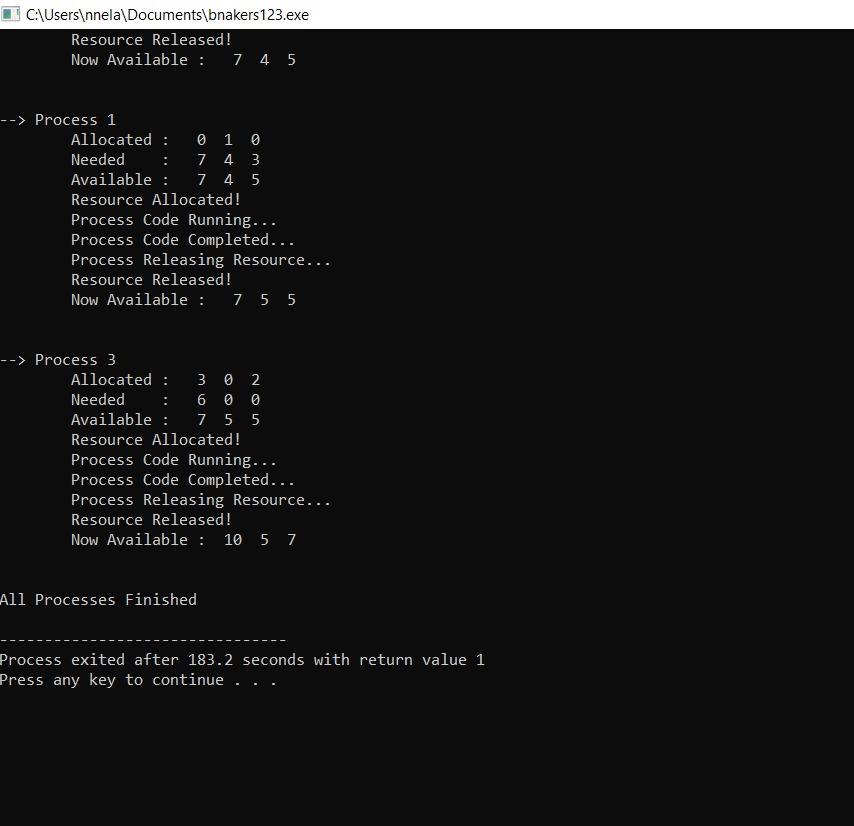 C:\Users\nnela\Documents\bnakers123.exe
Resource Released!
Now Available :   7  4  5
--> Process 1
Allocated :   0  1  0
Needed    :   7  4  3
Available :   7  4  5
Resource Allocated!
Process Code Running...
Process Code Completed...
Process Releasing Resource...
Resource Released!
Now Available :   7  5  5
--> Process 3
Allocated :   3  0  2
Needed    :   6  0  0
Available :   7  5  5
Resource Allocated!
Process Code Running...
Process Code Completed...
Process Releasing Resource...
Resource Released!
Now Available :  10  5  7
All Processes Finished
--------------------------------
Process exited after 183.2 seconds with return value 1
Press any key to continue . . .